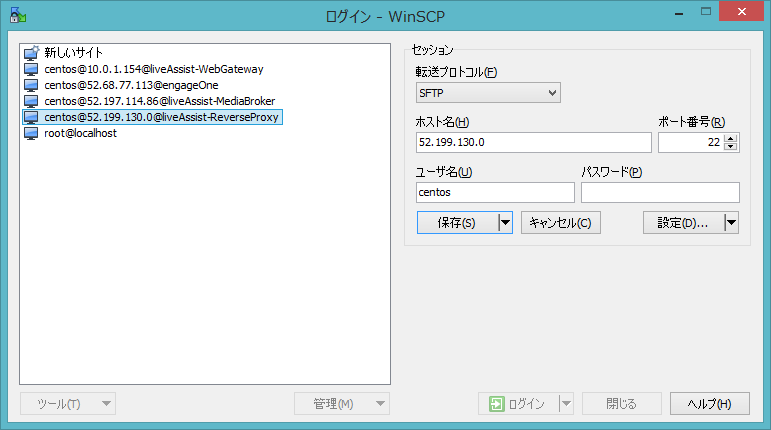 ログイン - WinSCP
新しいサイト
centos@10.0.1.154@liveAssist-WebGateway
centos@52.68.77.113@engageOne
centos@52.197.114.86@liveAssist-MediaBroker
centos@52.199.130.0@liveAssist-ReverseProxy
root@localhost
セッション
転送プロトコル(F)
SFTP
ホスト名(H) ポート番号(R)
52.199.130.0 22
ユーザ名(U) パスワード(P)
centos
保存(S) キャンセル(C) 設定(D)...
ツール(T) 管理(M) ログイン 閉じる ヘルプ(H)